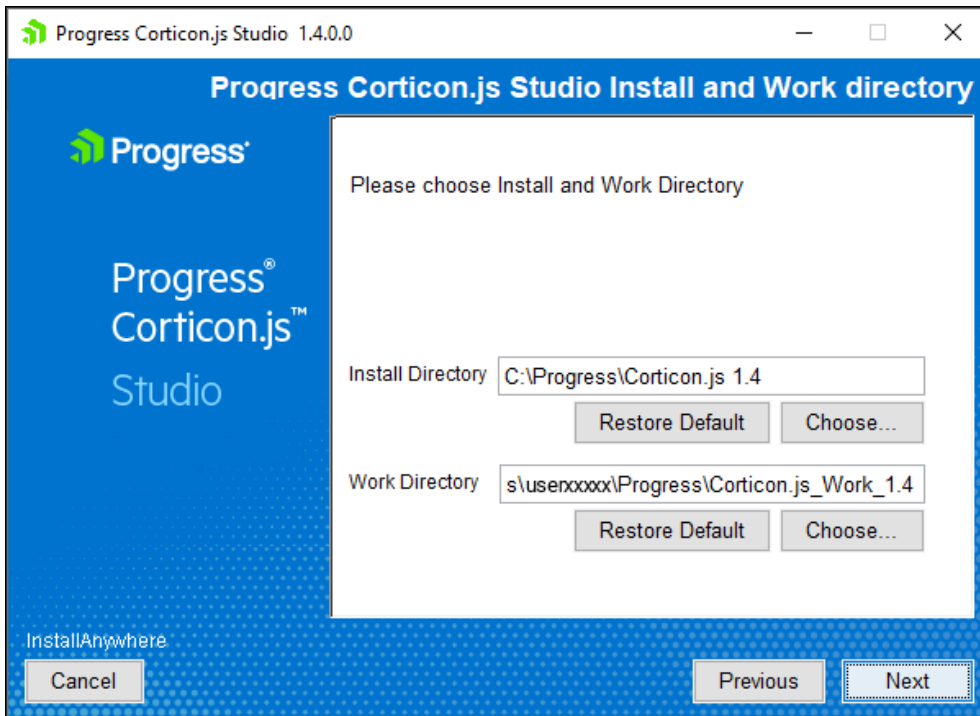 Progress Corticon.js Studio 1.4.0.0
Progress Corticon.js Studio Install and Work directory
Progress
Please choose Install and Work Directory
Progress®
Corticon.js™
Studio
Install Directory C:\Progress\Corticon.js 1.4
Restore Default Choose...
Work Directory s\userxxxxx\Progress\Corticon.js_Work_1.4
Restore Default Choose...
InstallAnywhere
Cancel Previous Next